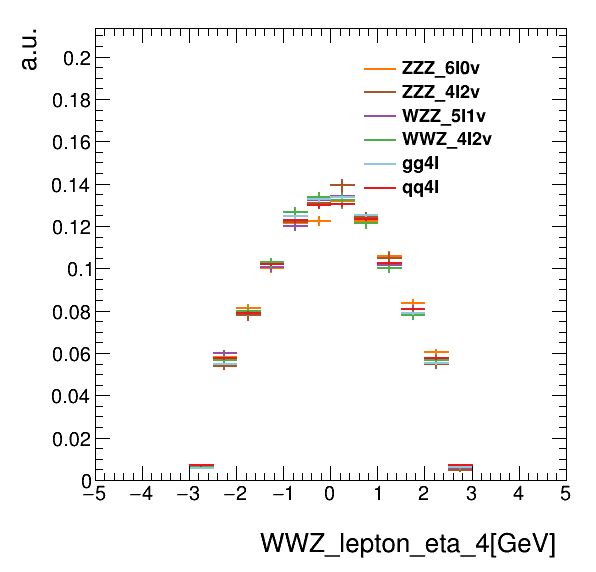 a.u.
0.2
0.18
0.16
0.14
0.12
0.1
0.08
0.06
0.04
0.02
0
ZZZ_6l0v
ZZZ_4l2v
WZZ_5l1v
WWZ_4l2v
gg4l
qq4l
−5 −4 −3 −2 −1 0 1 2 3 4 5
WWZ_lepton_eta_4[GeV]